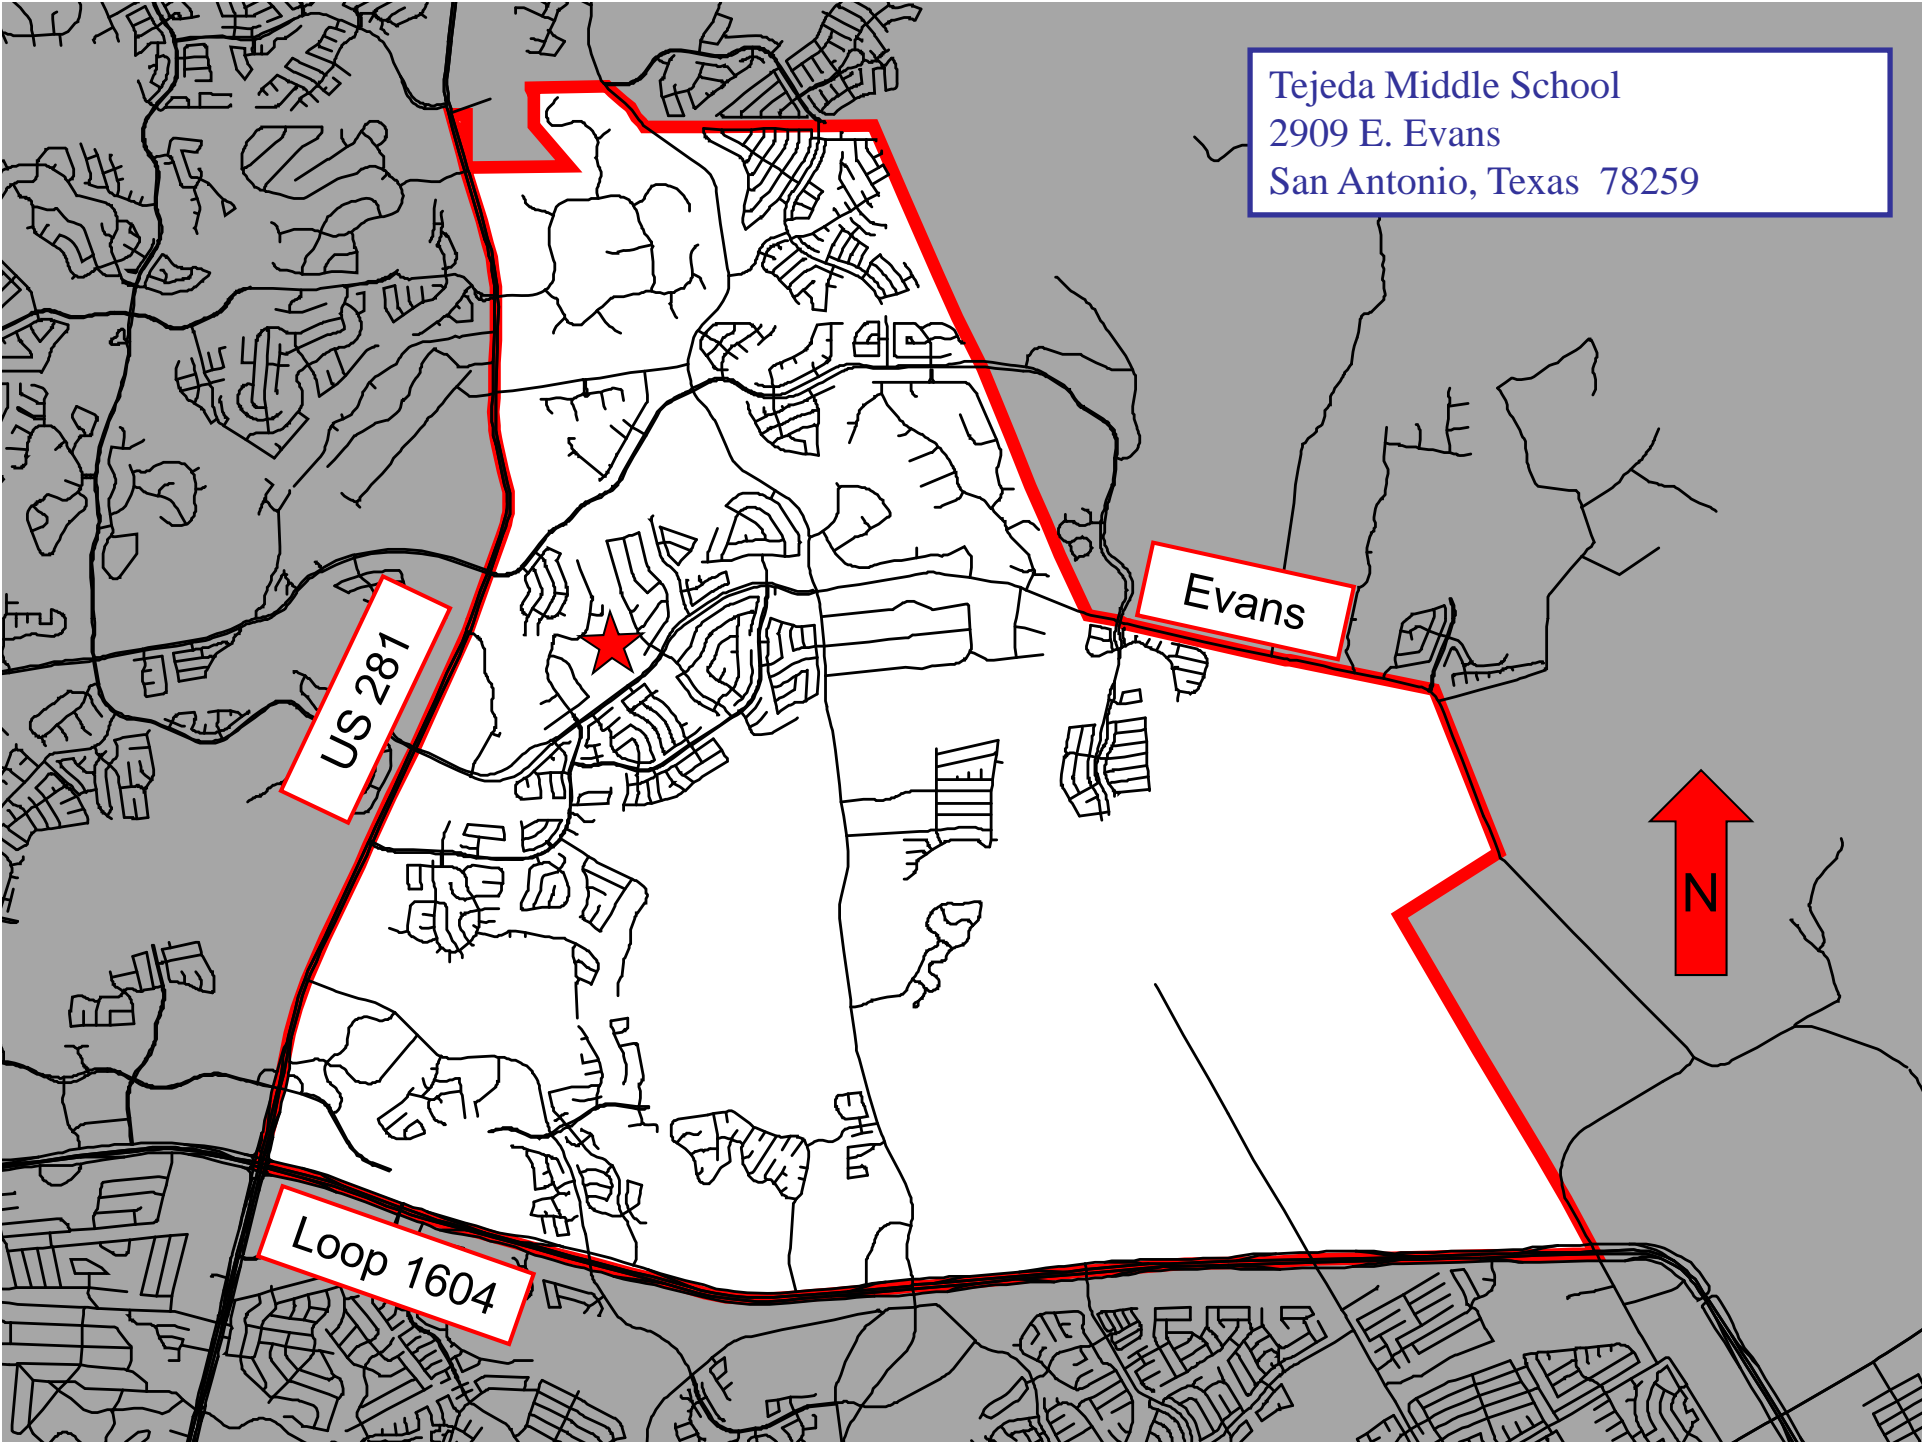 Tejeda Middle School
2909 E. Evans
San Antonio, Texas  78259
Evans
US 281
N
Loop 1604